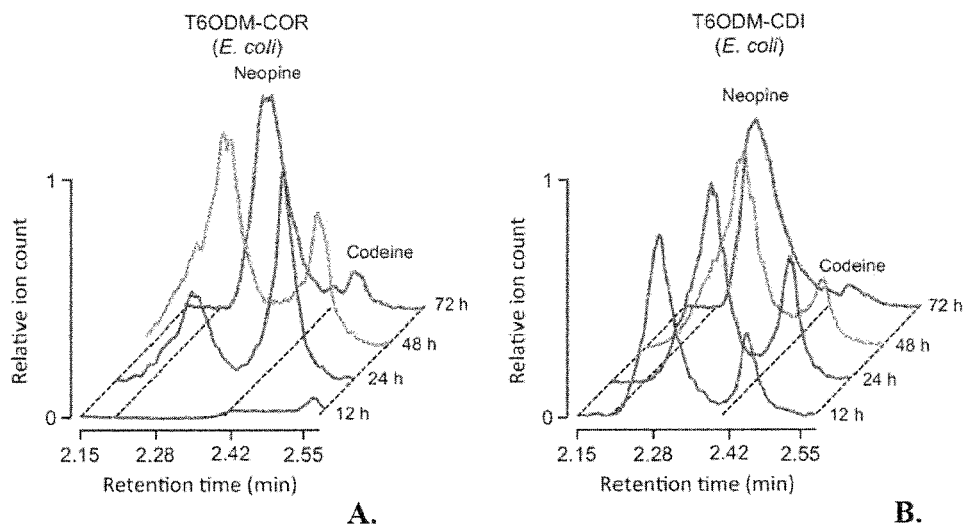 T6ODM-COR
(E. coli)
Neopine
1
Codeine
Relative ion count
72 h
48 h
24 h
12 h
0
2.15 2.28 2.42 2.55
Retention time (min)
A.
T6ODM-CDI
(E. coli)
Neopine
1
Codeine
Relative ion count
72 h
48 h
24 h
12 h
0
2.15 2.28 2.42 2.55
Retention time (min)
B.